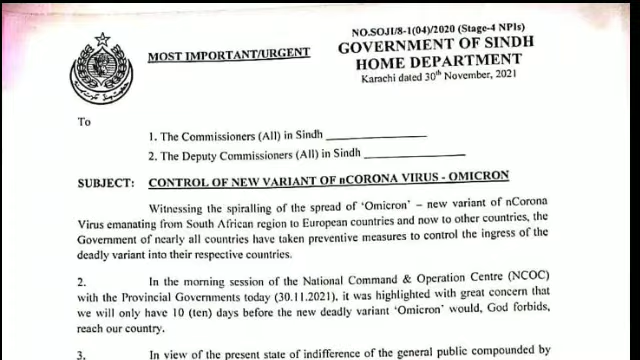 NO.SOJI/8-1(04)/2020 (Stage-4 NPIs)
MOST IMPORTANT/URGENT
GOVERNMENT OF SINDH
HOME DEPARTMENT
Karachi dated 30th November, 2021
To
1. The Commissioners (All) in Sindh
2. The Deputy Commissioners (All) in Sindh
SUBJECT: CONTROL OF NEW VARIANT OF nCORONA VIRUS - OMICRON
Witnessing the spiralling of the spread of 'Omicron' – new variant of nCorona
Virus emanating from South African region to European countries and now to other countries, the
Government of nearly all countries have taken preventive measures to control the ingress of the
deadly variant into their respective countries.
2. In the morning session of the National Command & Operation Centre (NCOC)
with the Provincial Governments today (30.11.2021), it was highlighted with great concern that
we will only have 10 (ten) days before the new deadly variant 'Omicron' would, God forbids,
reach our country.
3. In view of the present state of indifference of the general public compounded by